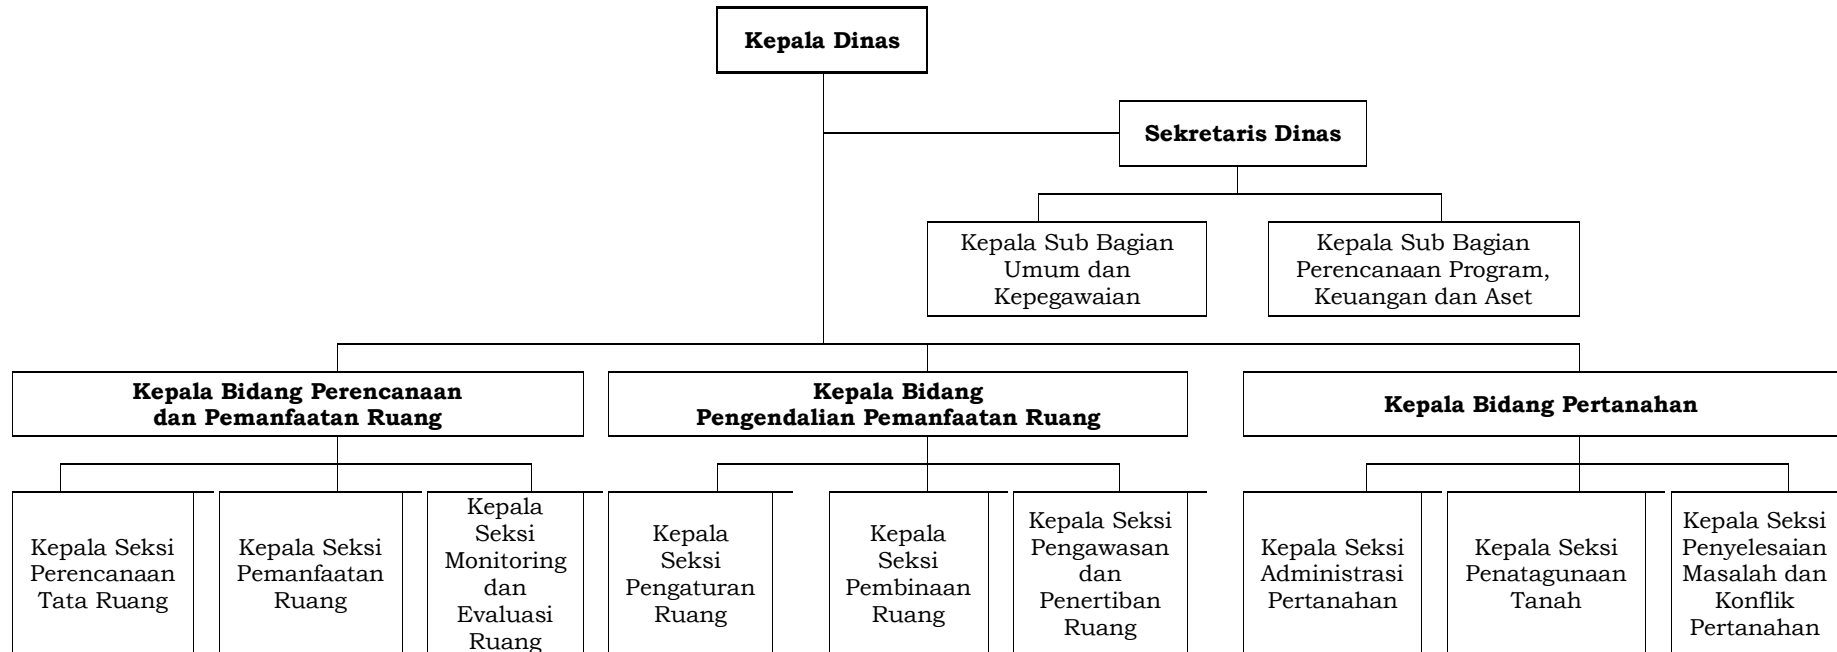 Kepala Dinas
Sekretaris Dinas
Kepala Sub Bagian
Umum dan
Kepegawaian
Kepala Sub Bagian
Perencanaan Program,
Keuangan dan Aset
Kepala Bidang Perencanaan
dan Pemanfaatan Ruang
Kepala Bidang
Pengendalian Pemanfaatan Ruang
Kepala Bidang Pertanahan
Kepala Seksi
Perencanaan
Tata Ruang
Kepala Seksi
Pemanfaatan
Ruang
Kepala
Seksi
Monitoring
dan
Evaluasi
Ruang
Kepala
Seksi
Pengaturan
Ruang
Kepala
Seksi
Pembinaan
Ruang
Kepala Seksi
Pengawasan
dan
Penertiban
Ruang
Kepala Seksi
Administrasi
Pertanahan
Kepala Seksi
Penatagunaan
Tanah
Kepala Seksi
Penyelesaian
Masalah dan
Konflik
Pertanahan